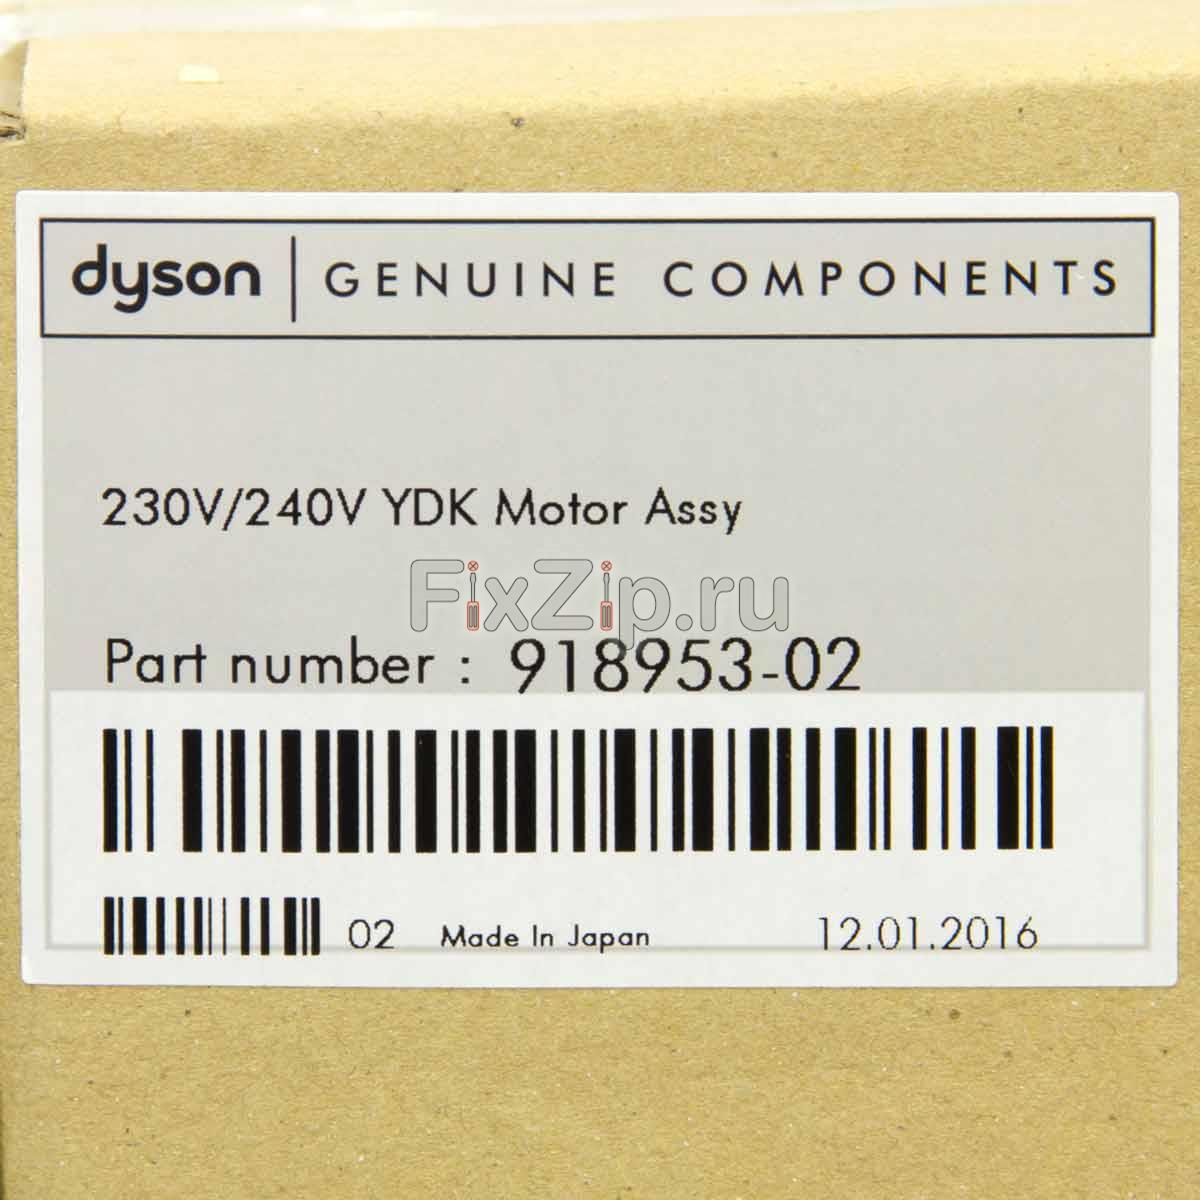 dyson | GENUINE COMPONENTS
230V/240V YDK Motor Assy
FixZip.ru
Part number : 918953-02
02 Made In Japan 12.01.2016